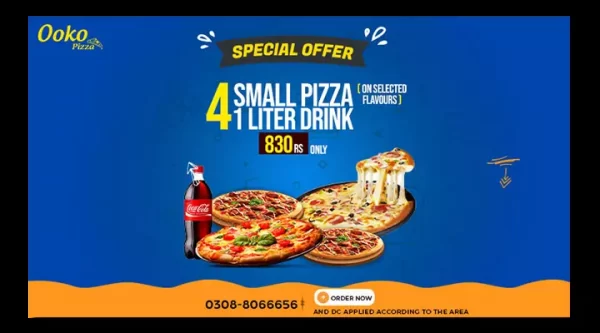 Ooko
Pizza
SPECIAL OFFER
4 SMALL PIZZA ( ON SELECTED
FLAVOURS )
1 LITER DRINK
830 RS ONLY
Coca-Cola
0308-8066656
ORDER NOW
AND DC APPLIED ACCORDING TO THE AREA